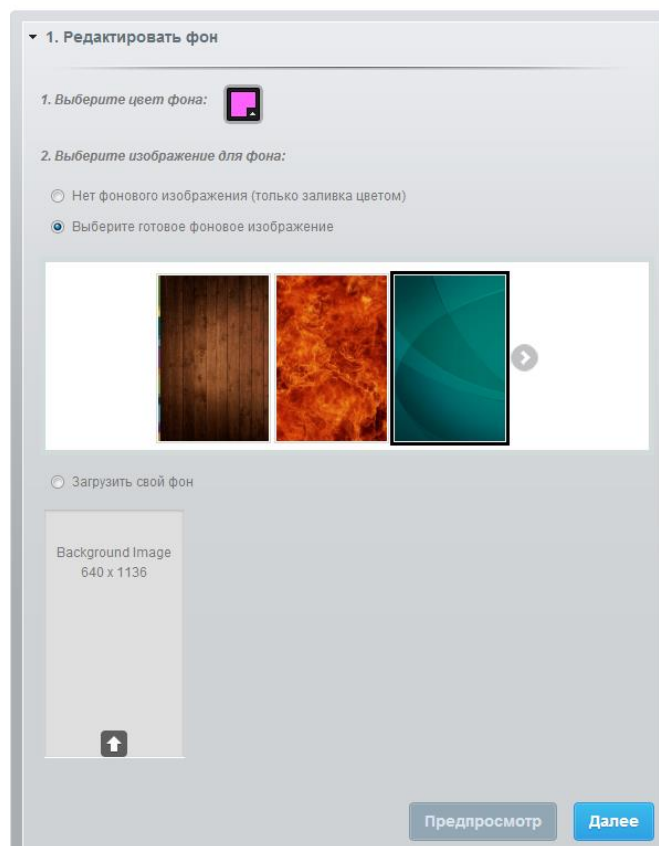 1. Редактировать фон
1. Выберите цвет фона:
2. Выберите изображение для фона:
Нет фонового изображения (только заливка цветом)
Выберите готовое фоновое изображение
Загрузить свой фон
Background Image
640 x 1136
Предпросмотр
Далее